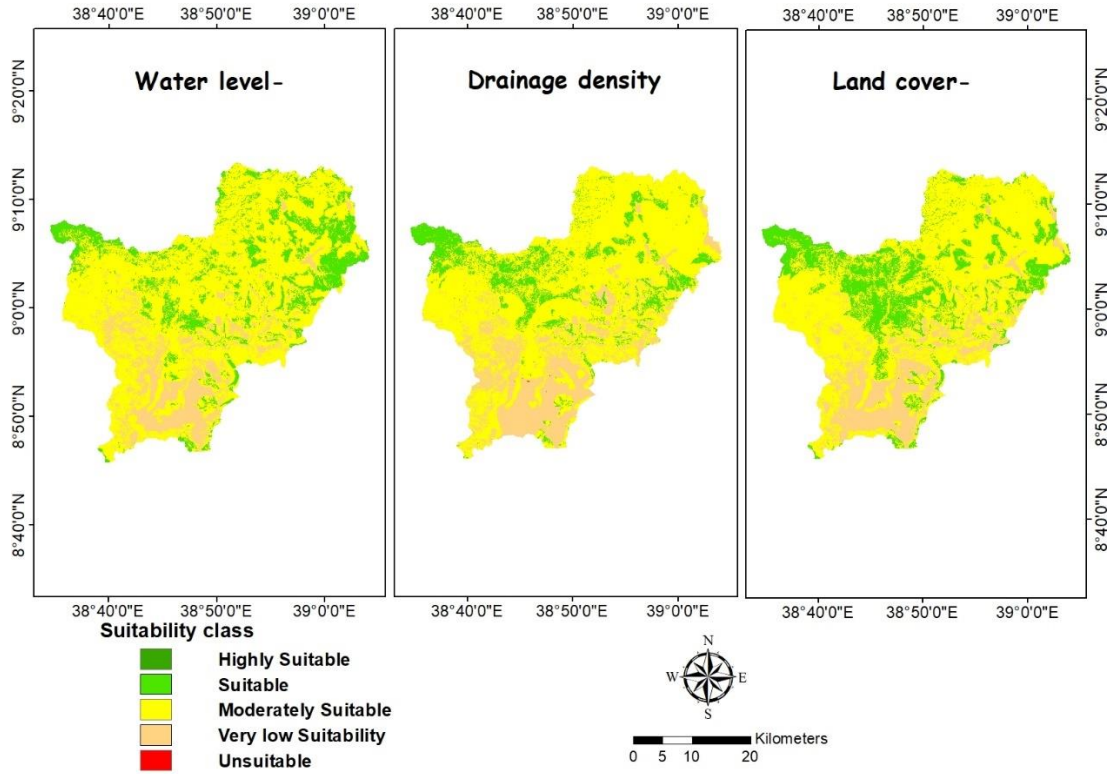 38°40'0"E 38°50'0"E 39°0'0"E 38°40'0"E 38°50'0"E 39°0'0"E 38°40'0"E 38°50'0"E 39°0'0"E
Water level-
Drainage density
Land cover-
9°20'0"N
9°10'0"N
9°0'0"N
8°50'0"N
8°40'0"N
9°20'0"N
9°10'0"N
9°0'0"N
8°50'0"N
8°40'0"N
38°40'0"E 38°50'0"E 39°0'0"E 38°40'0"E 38°50'0"E 39°0'0"E 38°40'0"E 38°50'0"E 39°0'0"E
Suitability class
Highly Suitable
Suitable
Moderately Suitable
Very low Suitability
Unsuitable
N
W E
S
Kilometers
0 5 10 20